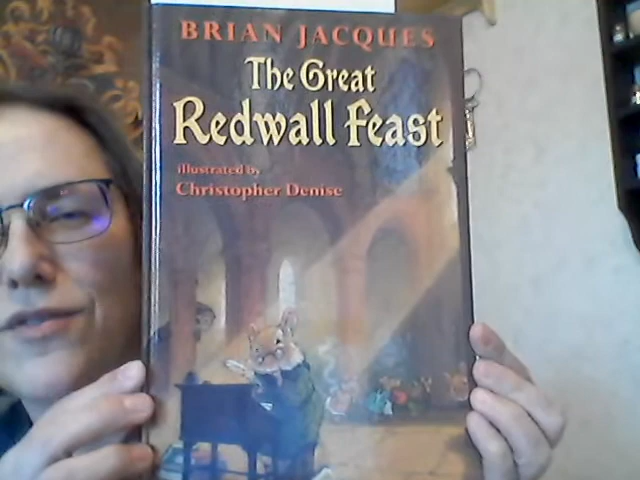 BRIAN JACQUES
The Great
Redwall Feast
illustrated by
Christopher Denise